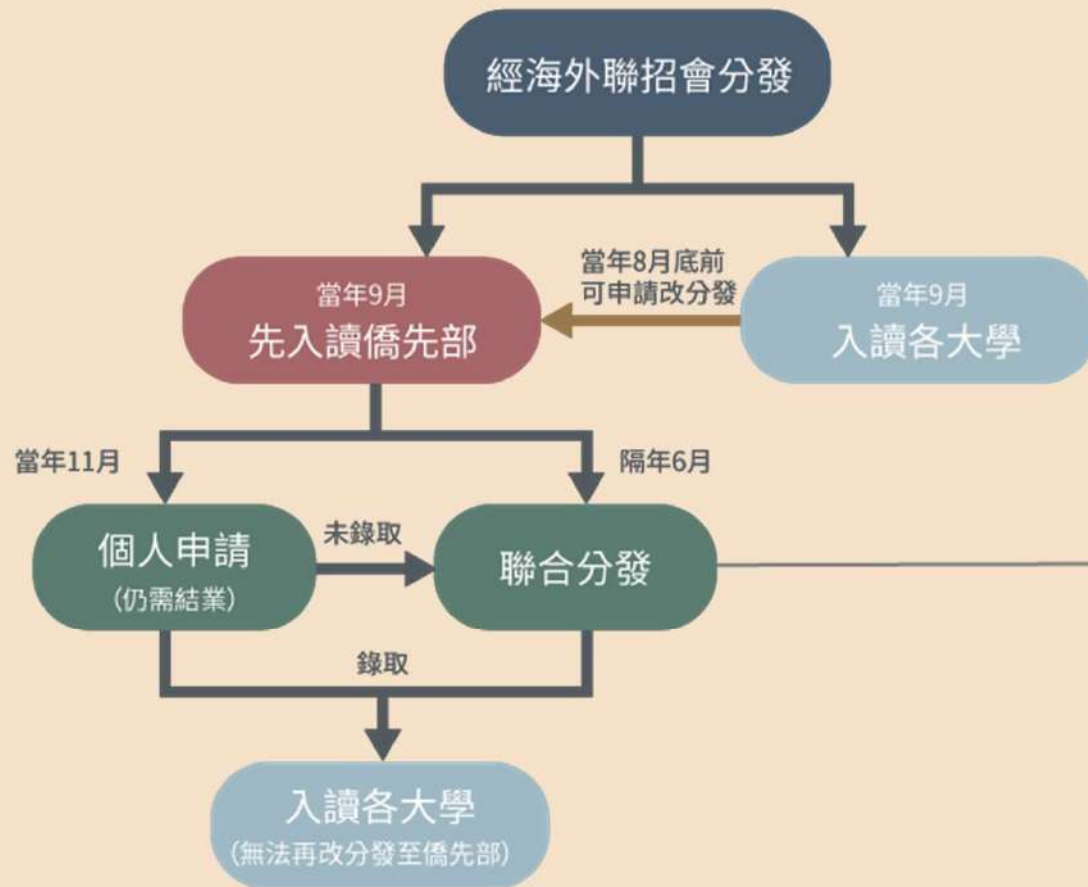 經海外聯招會分發
當年8月底前
可申請改分發
當年9月
先入讀僑先部
當年9月
入讀各大學
當年11月
隔年6月
個人申請
(仍需結業)
未錄取
聯合分發
錄取
入讀各大學
(無法再改分發至僑先部)